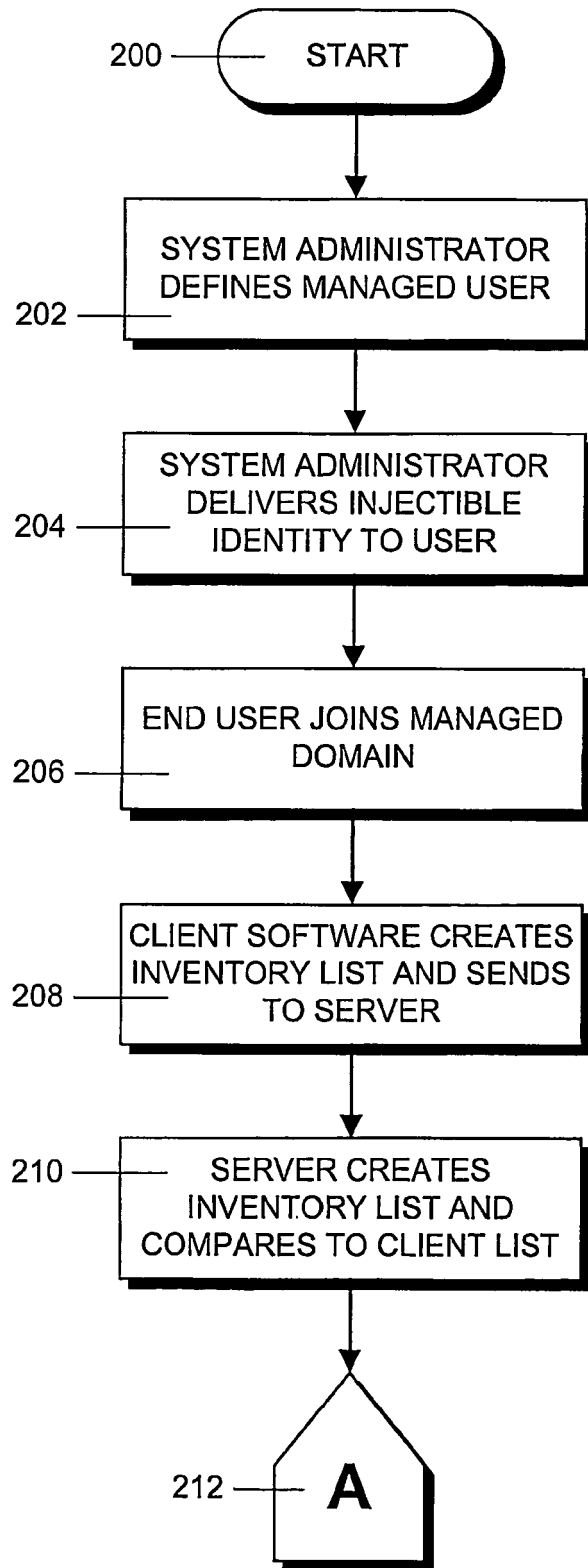 200
START
SYSTEM ADMINISTRATOR
DEFINES MANAGED USER
202
SYSTEM ADMINISTRATOR
DELIVERS INJECTIBLE
IDENTITY TO USER
204
END USER JOINS MANAGED
DOMAIN
206
CLIENT SOFTWARE CREATES
INVENTORY LIST AND SENDS
TO SERVER
208
210
SERVER CREATES
INVENTORY LIST AND
COMPARES TO CLIENT LIST
212
A